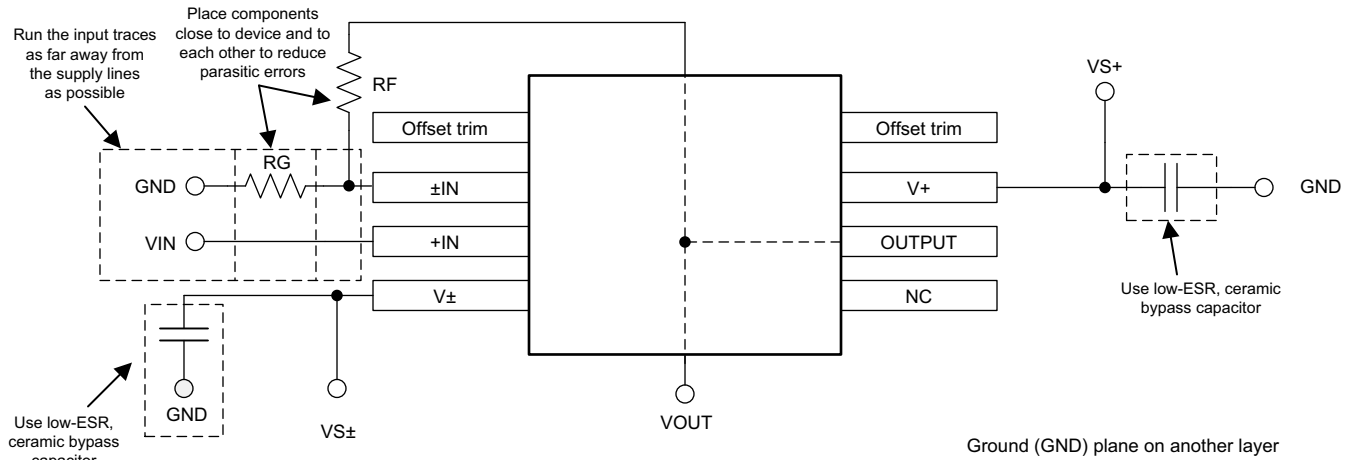 Run the input traces
as far away from
the supply lines
as possible
Place components
close to device and to
each other to reduce
parasitic errors
RF
VS+
Offset trim
Offset trim
RG
GND
±IN
V+
GND
VIN
+IN
OUTPUT
V±
NC
Use low-ESR, ceramic
bypass capacitor
GND
VS±
VOUT
Use low-ESR,
ceramic bypass
capacitor
Ground (GND) plane on another layer